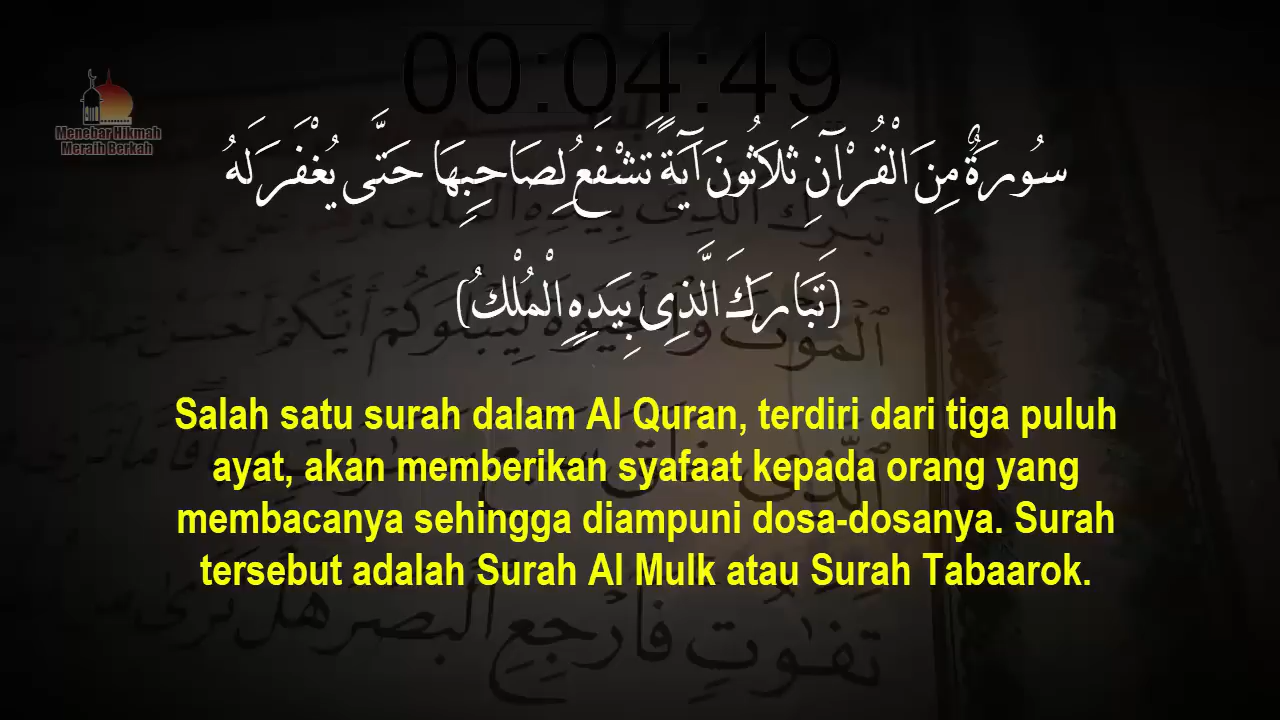 00:04:49
Menebar Hikmah
Meraih Berkah
سُورَةٌ مِنَ الْقُرْآنِ ثَلَاثُونَ آيَةً تَشْفَعُ لِصَاحِبِهَا حَتَّى يُغْفَرَ لَهُ
(تَبَارَكَ الَّذِى بِيَدِهِ الْمُلْكُ)
Salah satu surah dalam Al Quran, terdiri dari tiga puluh
ayat, akan memberikan syafaat kepada orang yang
membacanya sehingga diampuni dosa-dosanya. Surah
tersebut adalah Surah Al Mulk atau Surah Tabaarok.